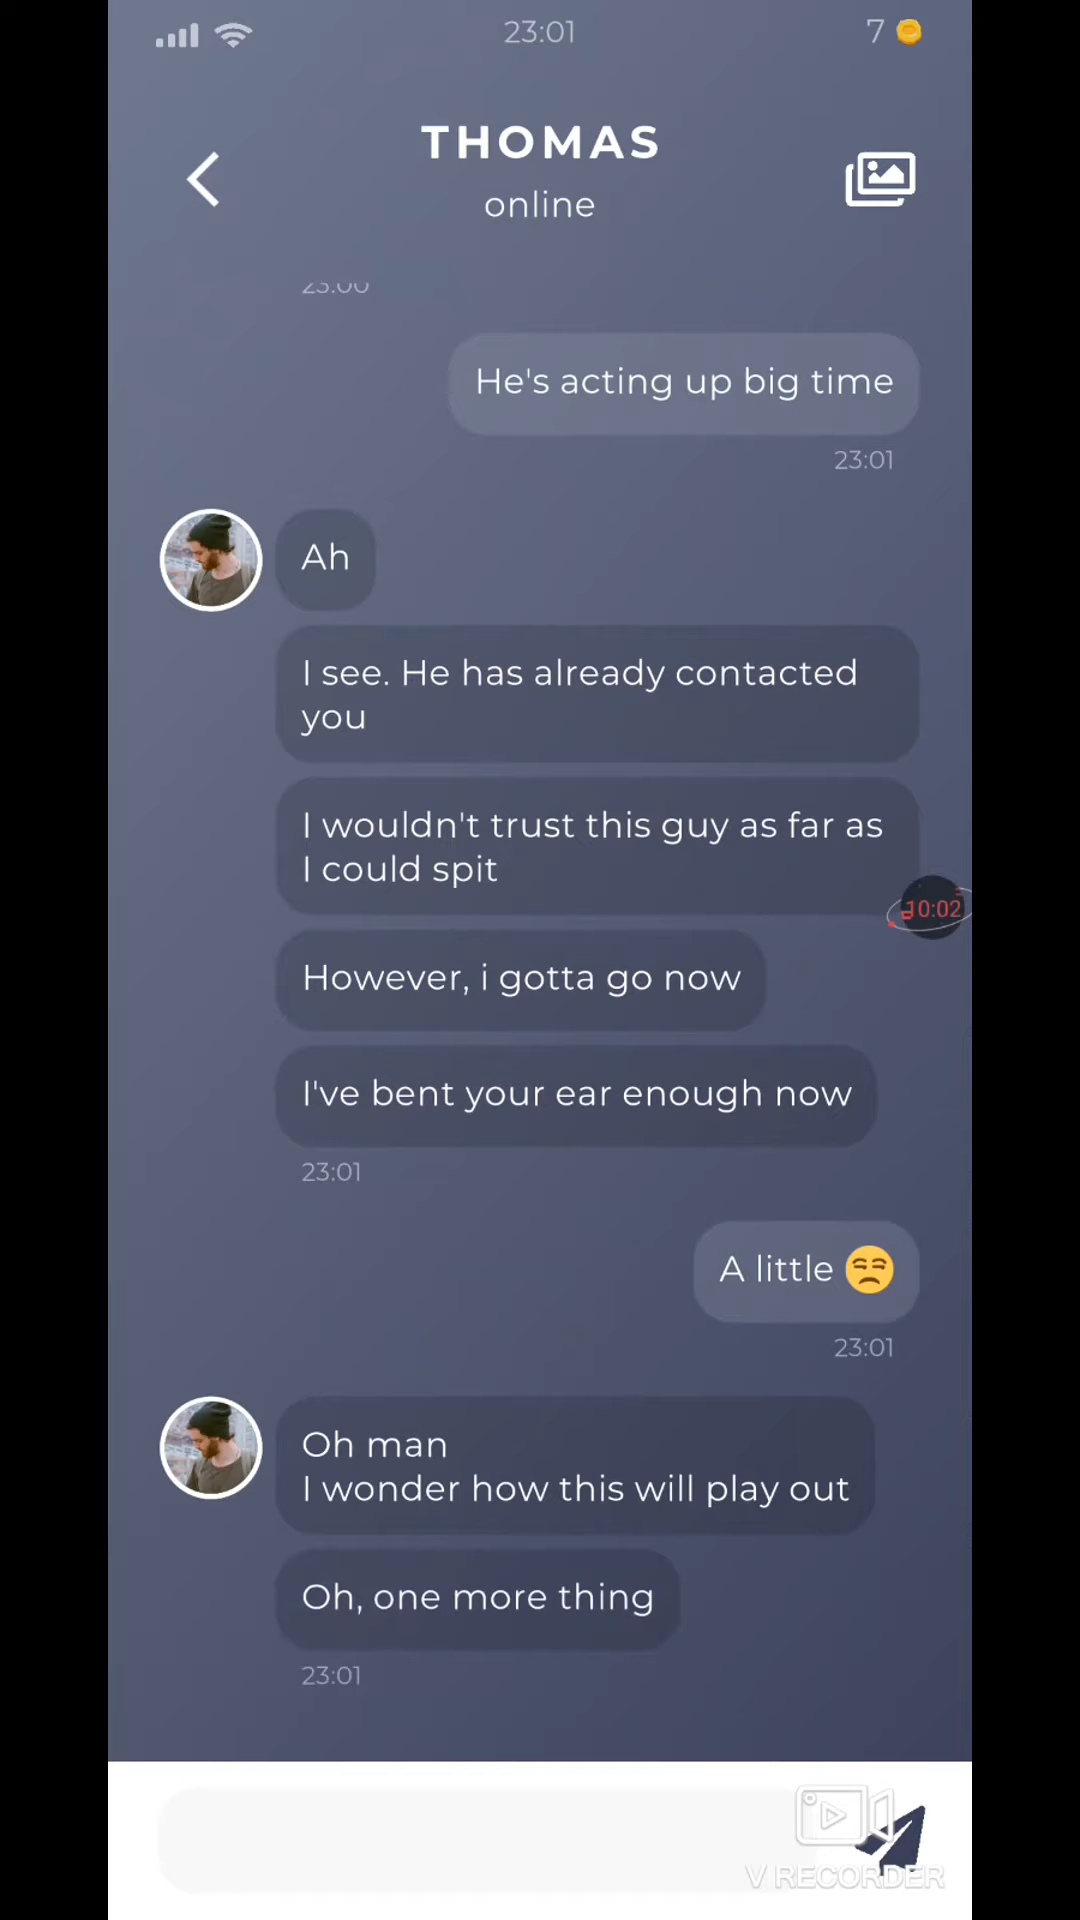 23:01
7
THOMAS
online
23:00
He's acting up big time
23:01
Ah
I see. He has already contacted
you
I wouldn't trust this guy as far as
I could spit
10:02
However, i gotta go now
I've bent your ear enough now
23:01
A little
23:01
Oh man
I wonder how this will play out
Oh, one more thing
23:01
V RECORDER